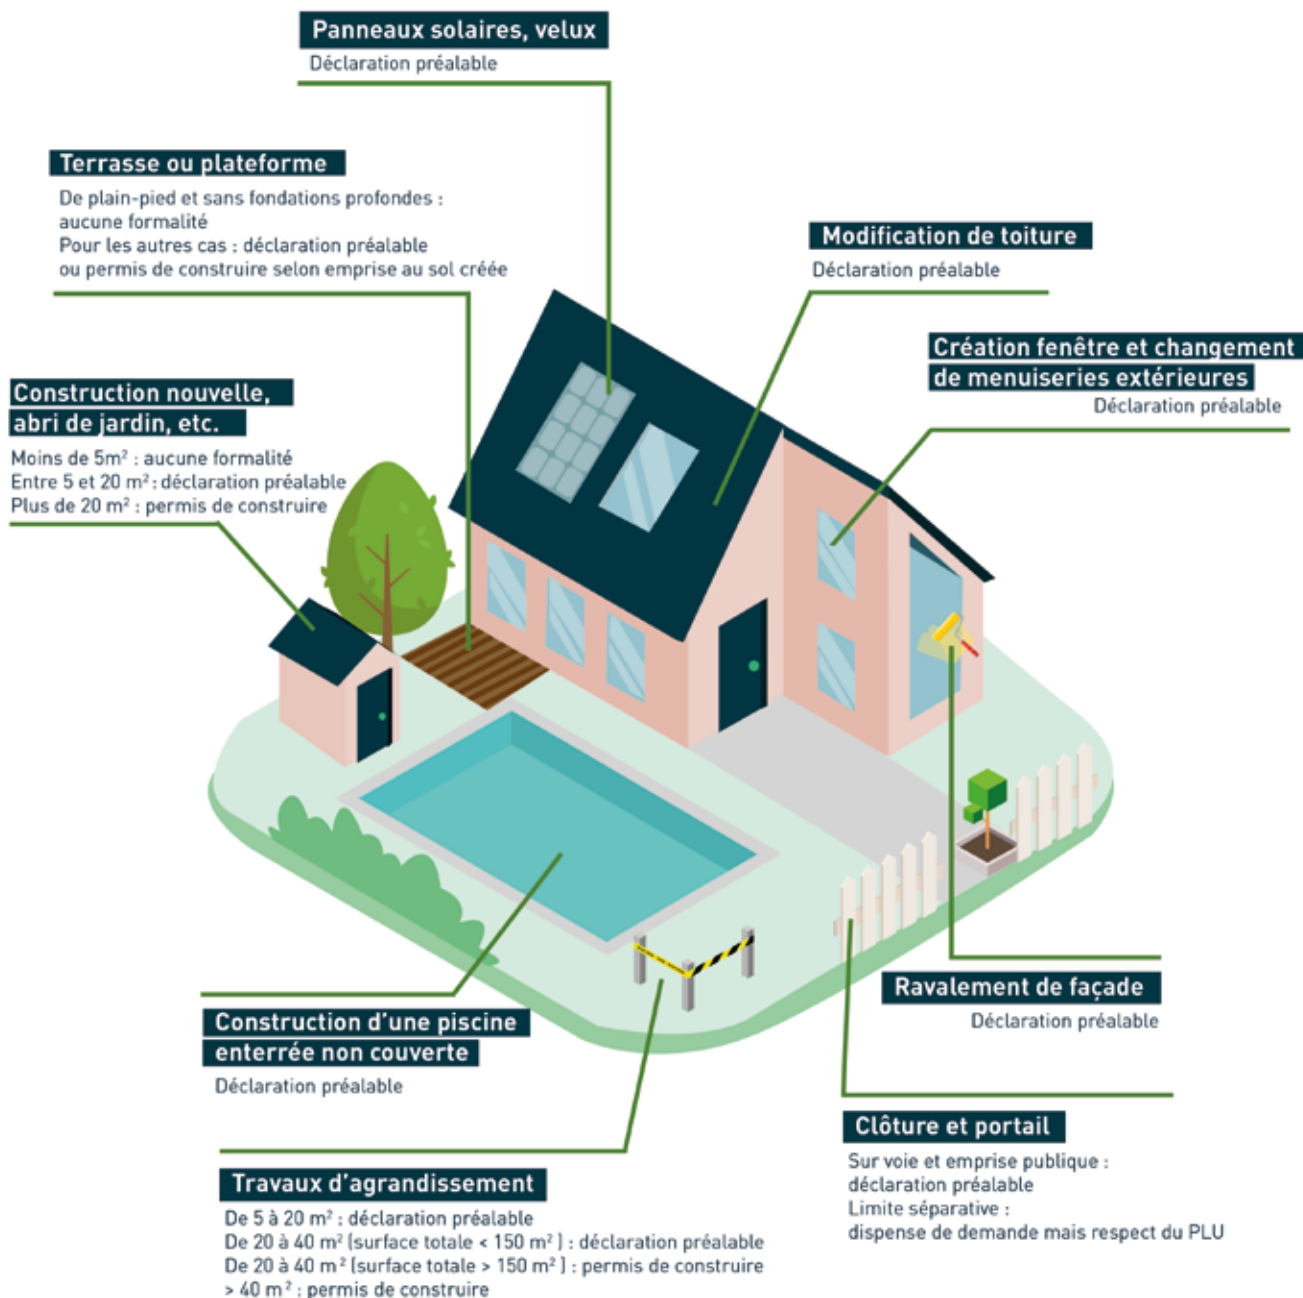 Panneaux solaires, velux
Déclaration préalable
Terrasse ou plateforme
De plain-pied et sans fondations profondes :
aucune formalité
Pour les autres cas : déclaration préalable
ou permis de construire selon emprise au sol créée
Modification de toiture
Déclaration préalable
Création fenêtre et changement
de menuiseries extérieures
Déclaration préalable
Construction nouvelle,
abri de jardin, etc.
Moins de 5m² : aucune formalité
Entre 5 et 20 m² : déclaration préalable
Plus de 20 m² : permis de construire
Ravalement de façade
Déclaration préalable
Construction d'une piscine
enterrée non couverte
Déclaration préalable
Clôture et portail
Sur voie et emprise publique :
déclaration préalable
Limite séparative :
dispense de demande mais respect du PLU
Travaux d'agrandissement
De 5 à 20 m² : déclaration préalable
De 20 à 40 m² (surface totale < 150 m² ) : déclaration préalable
De 20 à 40 m² (surface totale > 150 m² ) : permis de construire
> 40 m² : permis de construire